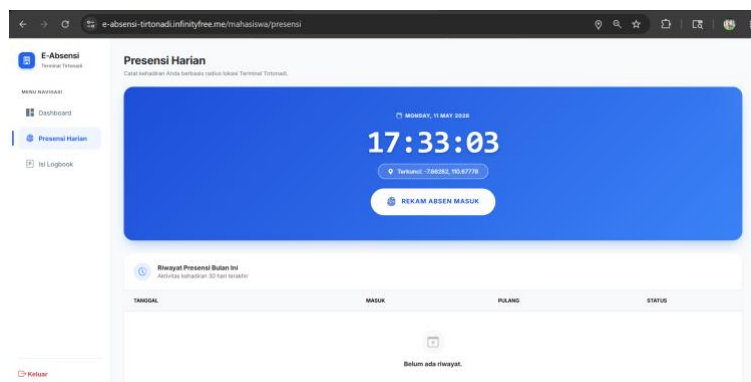 e-absensi-tirtonadi.infinityfree.me/mahasiswa/presensi
E-Absensi
Terminal Tirtonadi
MENU NAVIGASI
Dashboard
Presensi Harian
Isi Logbook
Keluar
Presensi Harian
Catat kehadiran Anda berbasis radius lokasi Terminal Tirtonadi.
MONDAY, 11 MAY 2026
17:33:03
Terkunci: -7.66282, 110.67778
REKAM ABSEN MASUK
Riwayat Presensi Bulan Ini
Aktivitas kehadiran 30 hari terakhir
TANGGAL MASUK PULANG STATUS
Belum ada riwayat.